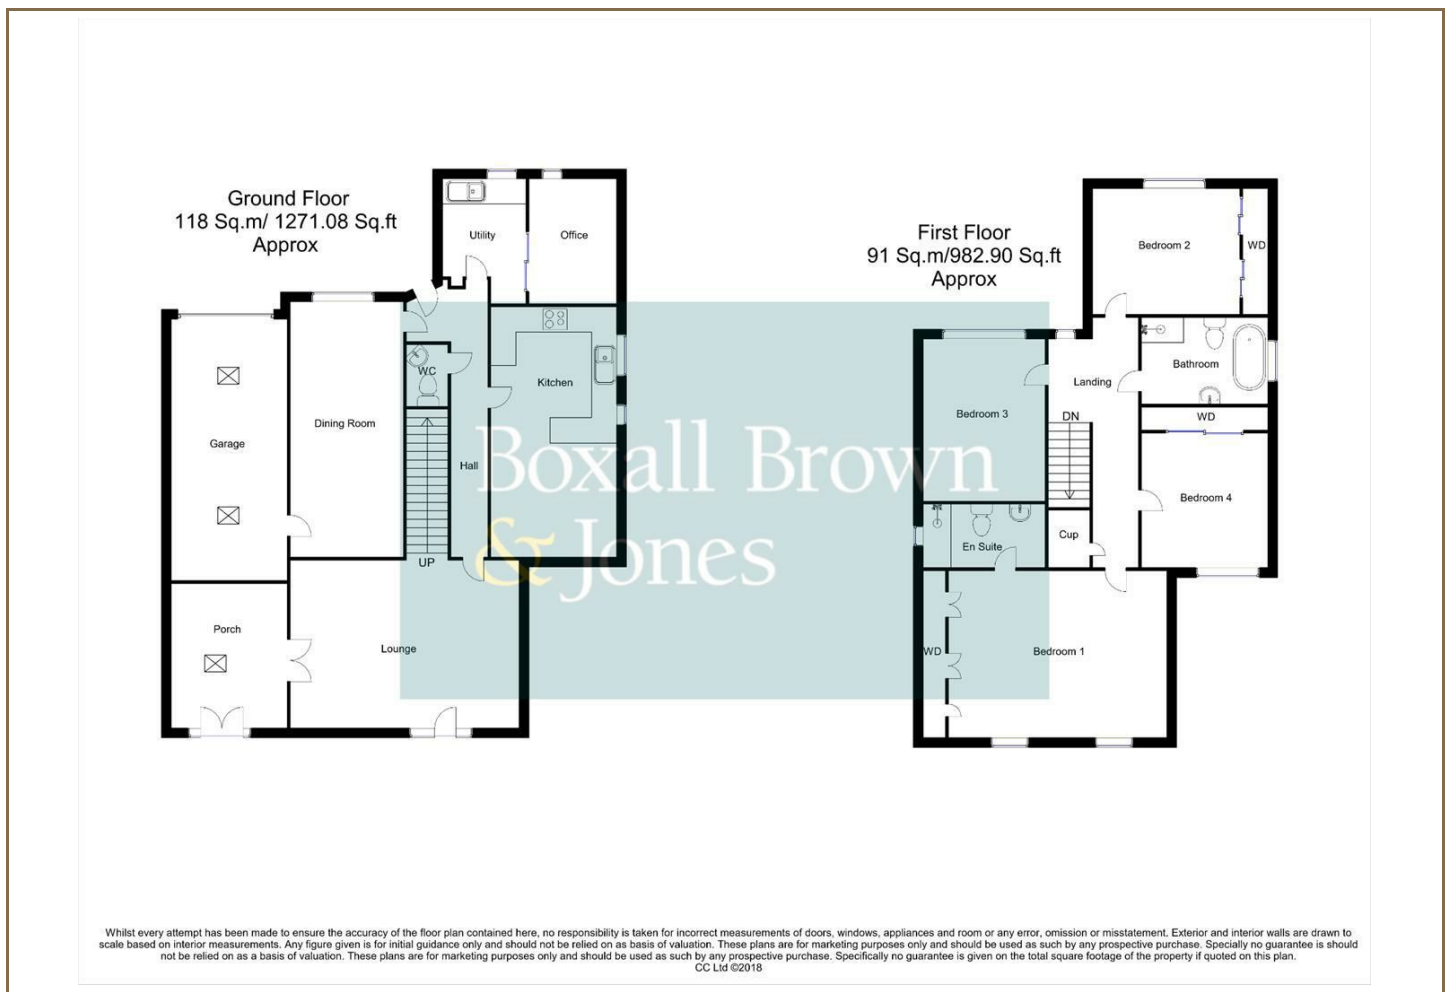 Ground Floor
118 Sq.m/ 1271.08 Sq.ft
Approx
Utility
Office
W.C
Kitchen
Dining Room
Garage
Hall
UP
Porch
Lounge
First Floor
91 Sq.m/982.90 Sq.ft
Approx
Bedroom 2
WD
Bathroom
Landing
Bedroom 3
DN
WD
Bedroom 4
Cup
En Suite
WD
Bedroom 1
Boxall Brown
& Jones
Whilst every attempt has been made to ensure the accuracy of the floor plan contained here, no responsibility is taken for incorrect measurements of doors, windows, appliances and room or any error, omission or misstatement. Exterior and interior walls are drawn to
scale based on interior measurements. Any figure given is for initial guidance only and should not be relied on as basis of valuation. These plans are for marketing purposes only and should be used as such by any prospective purchase. Specially no guarantee is should
not be relied on as a basis of valuation. These plans are for marketing purposes only and should be used as such by any prospective purchase. Specifically no guarantee is given on the total square footage of the property if quoted on this plan.
CC Ltd ©2018